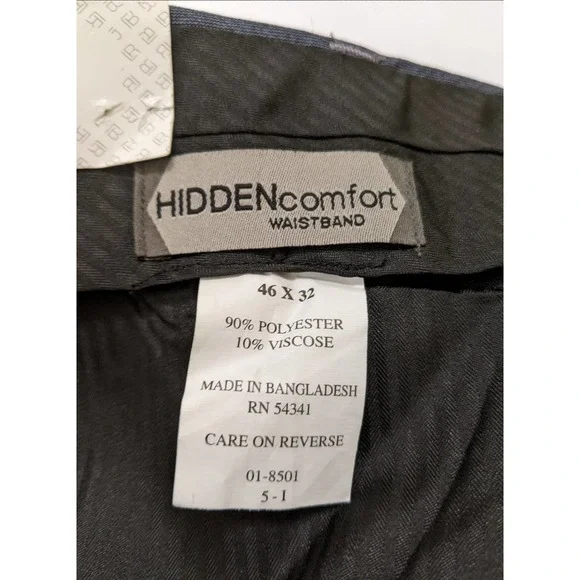 HIDDENcomfort
WAISTBAND
46 X 32
90% POLYESTER
10% VISCOSE
MADE IN BANGLADESH
RN 54341
CARE ON REVERSE
01-8501
5 - I